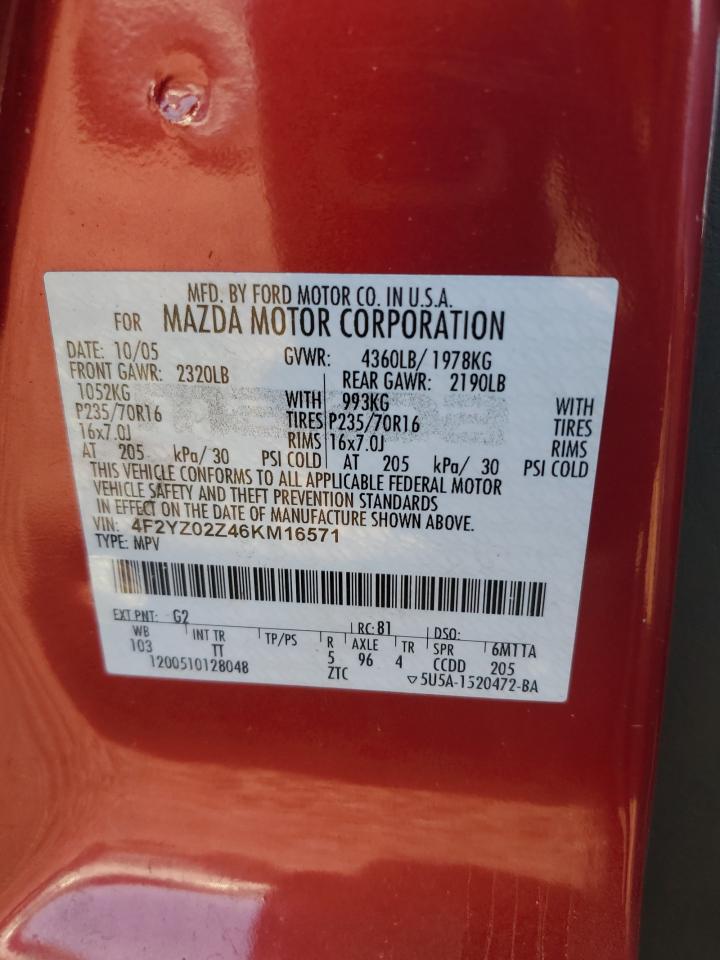 MFD. BY FORD MOTOR CO. IN U.S.A.
FOR MAZDA MOTOR CORPORATION
DATE: 10/05 GVWR: 4360LB/ 1978KG
FRONT GAWR: 2320LB REAR GAWR: 2190LB
1052KG WITH 993KG WITH
P235/70R16 TIRES P235/70R16 TIRES
16x7.0J RIMS 16x7.0J RIMS
AT 205 kPa/ 30 PSI COLD AT 205 kPa/ 30 PSI COLD
THIS VEHICLE CONFORMS TO ALL APPLICABLE FEDERAL MOTOR
VEHICLE SAFETY AND THEFT PREVENTION STANDARDS
IN EFFECT ON THE DATE OF MANUFACTURE SHOWN ABOVE.
VIN: 4F2YZ02Z46KM16571
TYPE: MPV
EXT PNT: G2 RC: 81 DSO:
WB INT TR TP/PS R AXLE TR SPR 6M11A
103 TT 5 96 4 CCDD 205
1200510128048 ZTC ▽5U5A-1520472-BA